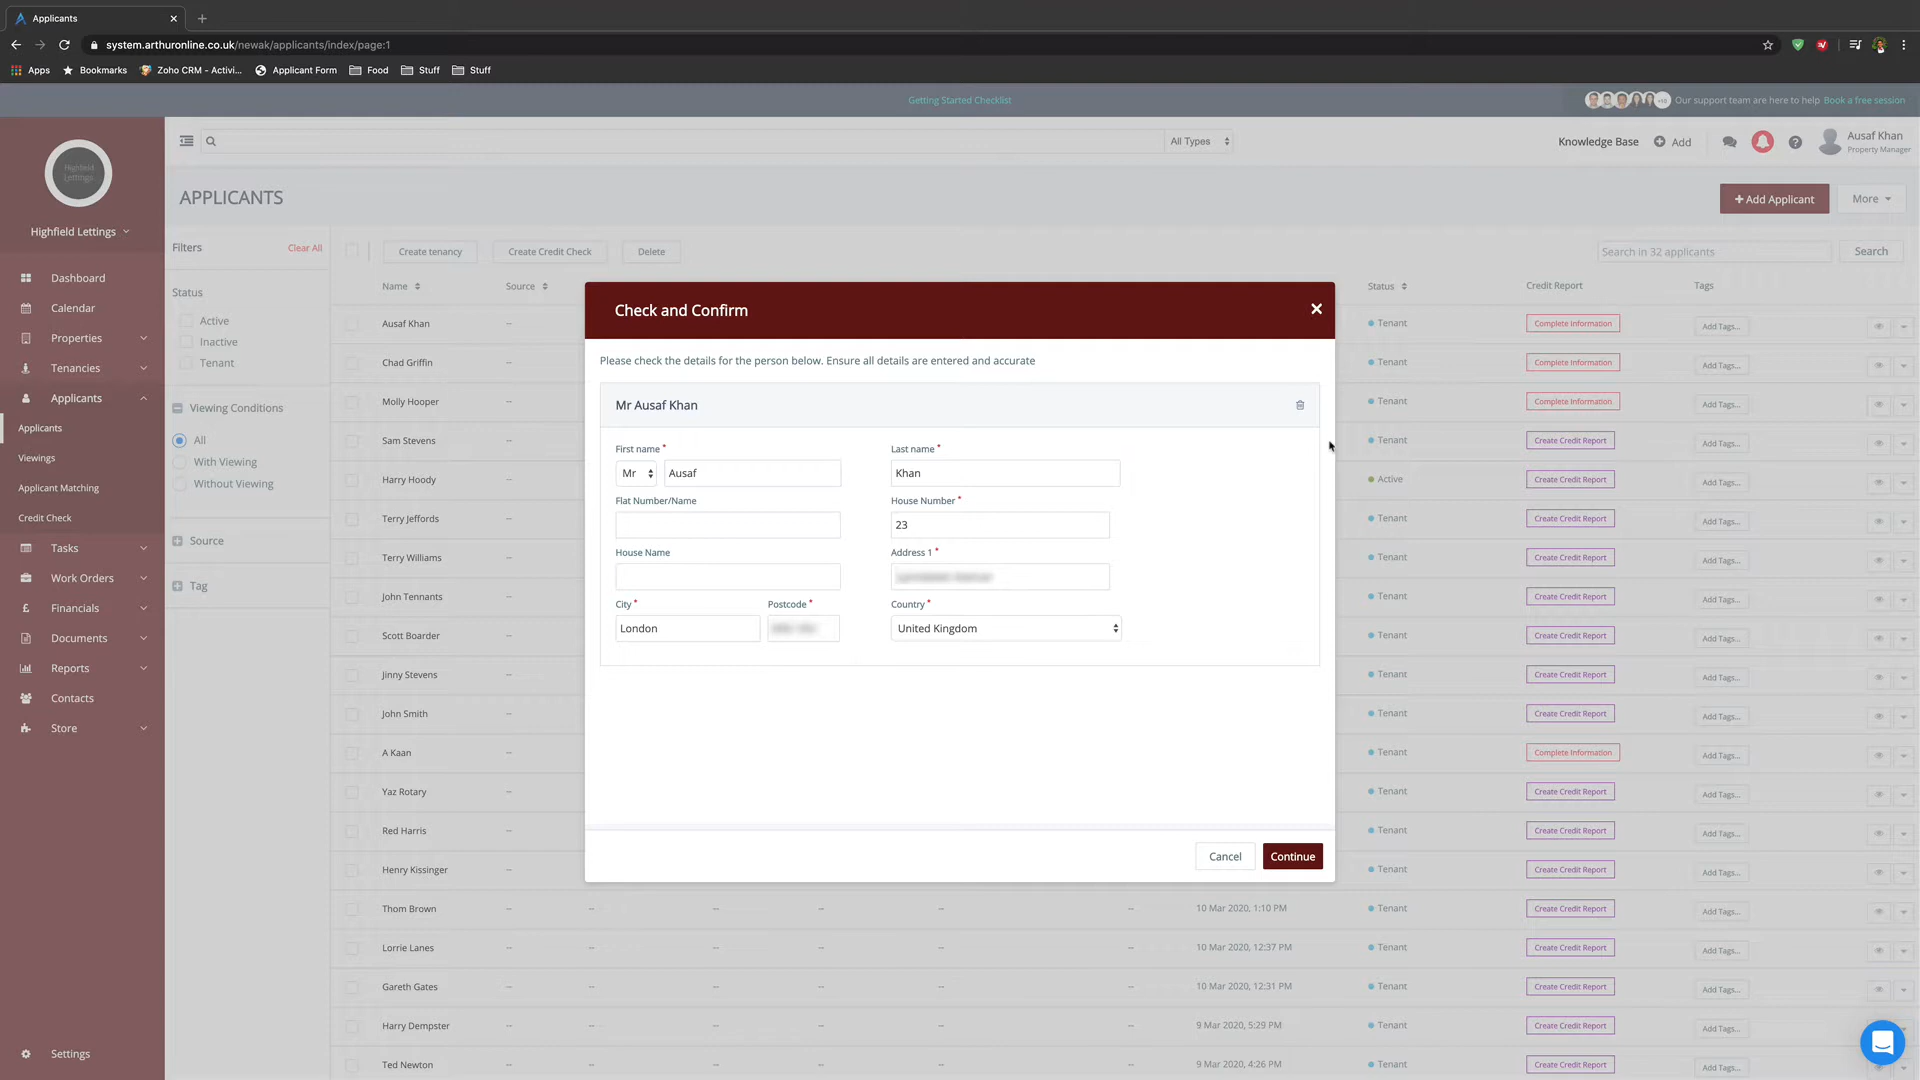 Applicants
system.arthuronline.co.uk/newak/applicants/index/page:1
Apps Bookmarks Zoho CRM - Activi... Applicant Form Food Stuff Stuff
Getting Started Checklist
+10 Our support team are here to help Book a free session
Highfield Lettings
All Types
Knowledge Base Add
Ausaf Khan
Property Manager
APPLICANTS
+ Add Applicant More
Highfield Lettings
Filters Clear All
Create tenancy Create Credit Check Delete
Search in 32 applicants Search
Dashboard
Calendar
Properties
Tenancies
Applicants
Applicants
Viewings
Applicant Matching
Credit Check
Tasks
Work Orders
Financials
Documents
Reports
Contacts
Store
Settings
Status
Active
Inactive
Tenant
Viewing Conditions
All
With Viewing
Without Viewing
Source
Tag
Name Source Status Credit Report Tags
Ausaf Khan -- Tenant Complete Information Add Tags...
Chad Griffin -- Tenant Complete Information Add Tags...
Molly Hooper -- Tenant Complete Information Add Tags...
Sam Stevens -- Tenant Create Credit Report Add Tags...
Harry Hoody -- Active Create Credit Report Add Tags...
Terry Jeffords -- Tenant Create Credit Report Add Tags...
Terry Williams -- Tenant Create Credit Report Add Tags...
John Tennants -- Tenant Create Credit Report Add Tags...
Scott Boarder -- Tenant Create Credit Report Add Tags...
Jinny Stevens -- Tenant Create Credit Report Add Tags...
John Smith -- Tenant Create Credit Report Add Tags...
A Kaan -- Tenant Complete Information Add Tags...
Yaz Rotary -- Tenant Create Credit Report Add Tags...
Red Harris -- Tenant Create Credit Report Add Tags...
Henry Kissinger -- Tenant Create Credit Report Add Tags...
Thom Brown -- -- -- -- -- -- 10 Mar 2020, 1:10 PM Tenant Create Credit Report Add Tags...
Lorrie Lanes -- -- -- -- -- -- 10 Mar 2020, 12:37 PM Tenant Create Credit Report Add Tags...
Gareth Gates -- -- -- -- -- -- 10 Mar 2020, 12:31 PM Tenant Create Credit Report Add Tags...
Harry Dempster -- -- -- -- -- -- 9 Mar 2020, 5:29 PM Tenant Create Credit Report Add Tags...
Ted Newton -- -- -- -- -- -- 9 Mar 2020, 4:26 PM Tenant Create Credit Report Add Tags...
Check and Confirm
Please check the details for the person below. Ensure all details are entered and accurate
Mr Ausaf Khan
First name * Last name *
Mr Ausaf Khan
Flat Number/Name House Number *
23
House Name Address 1 *
City * Postcode * Country *
London United Kingdom
Cancel Continue